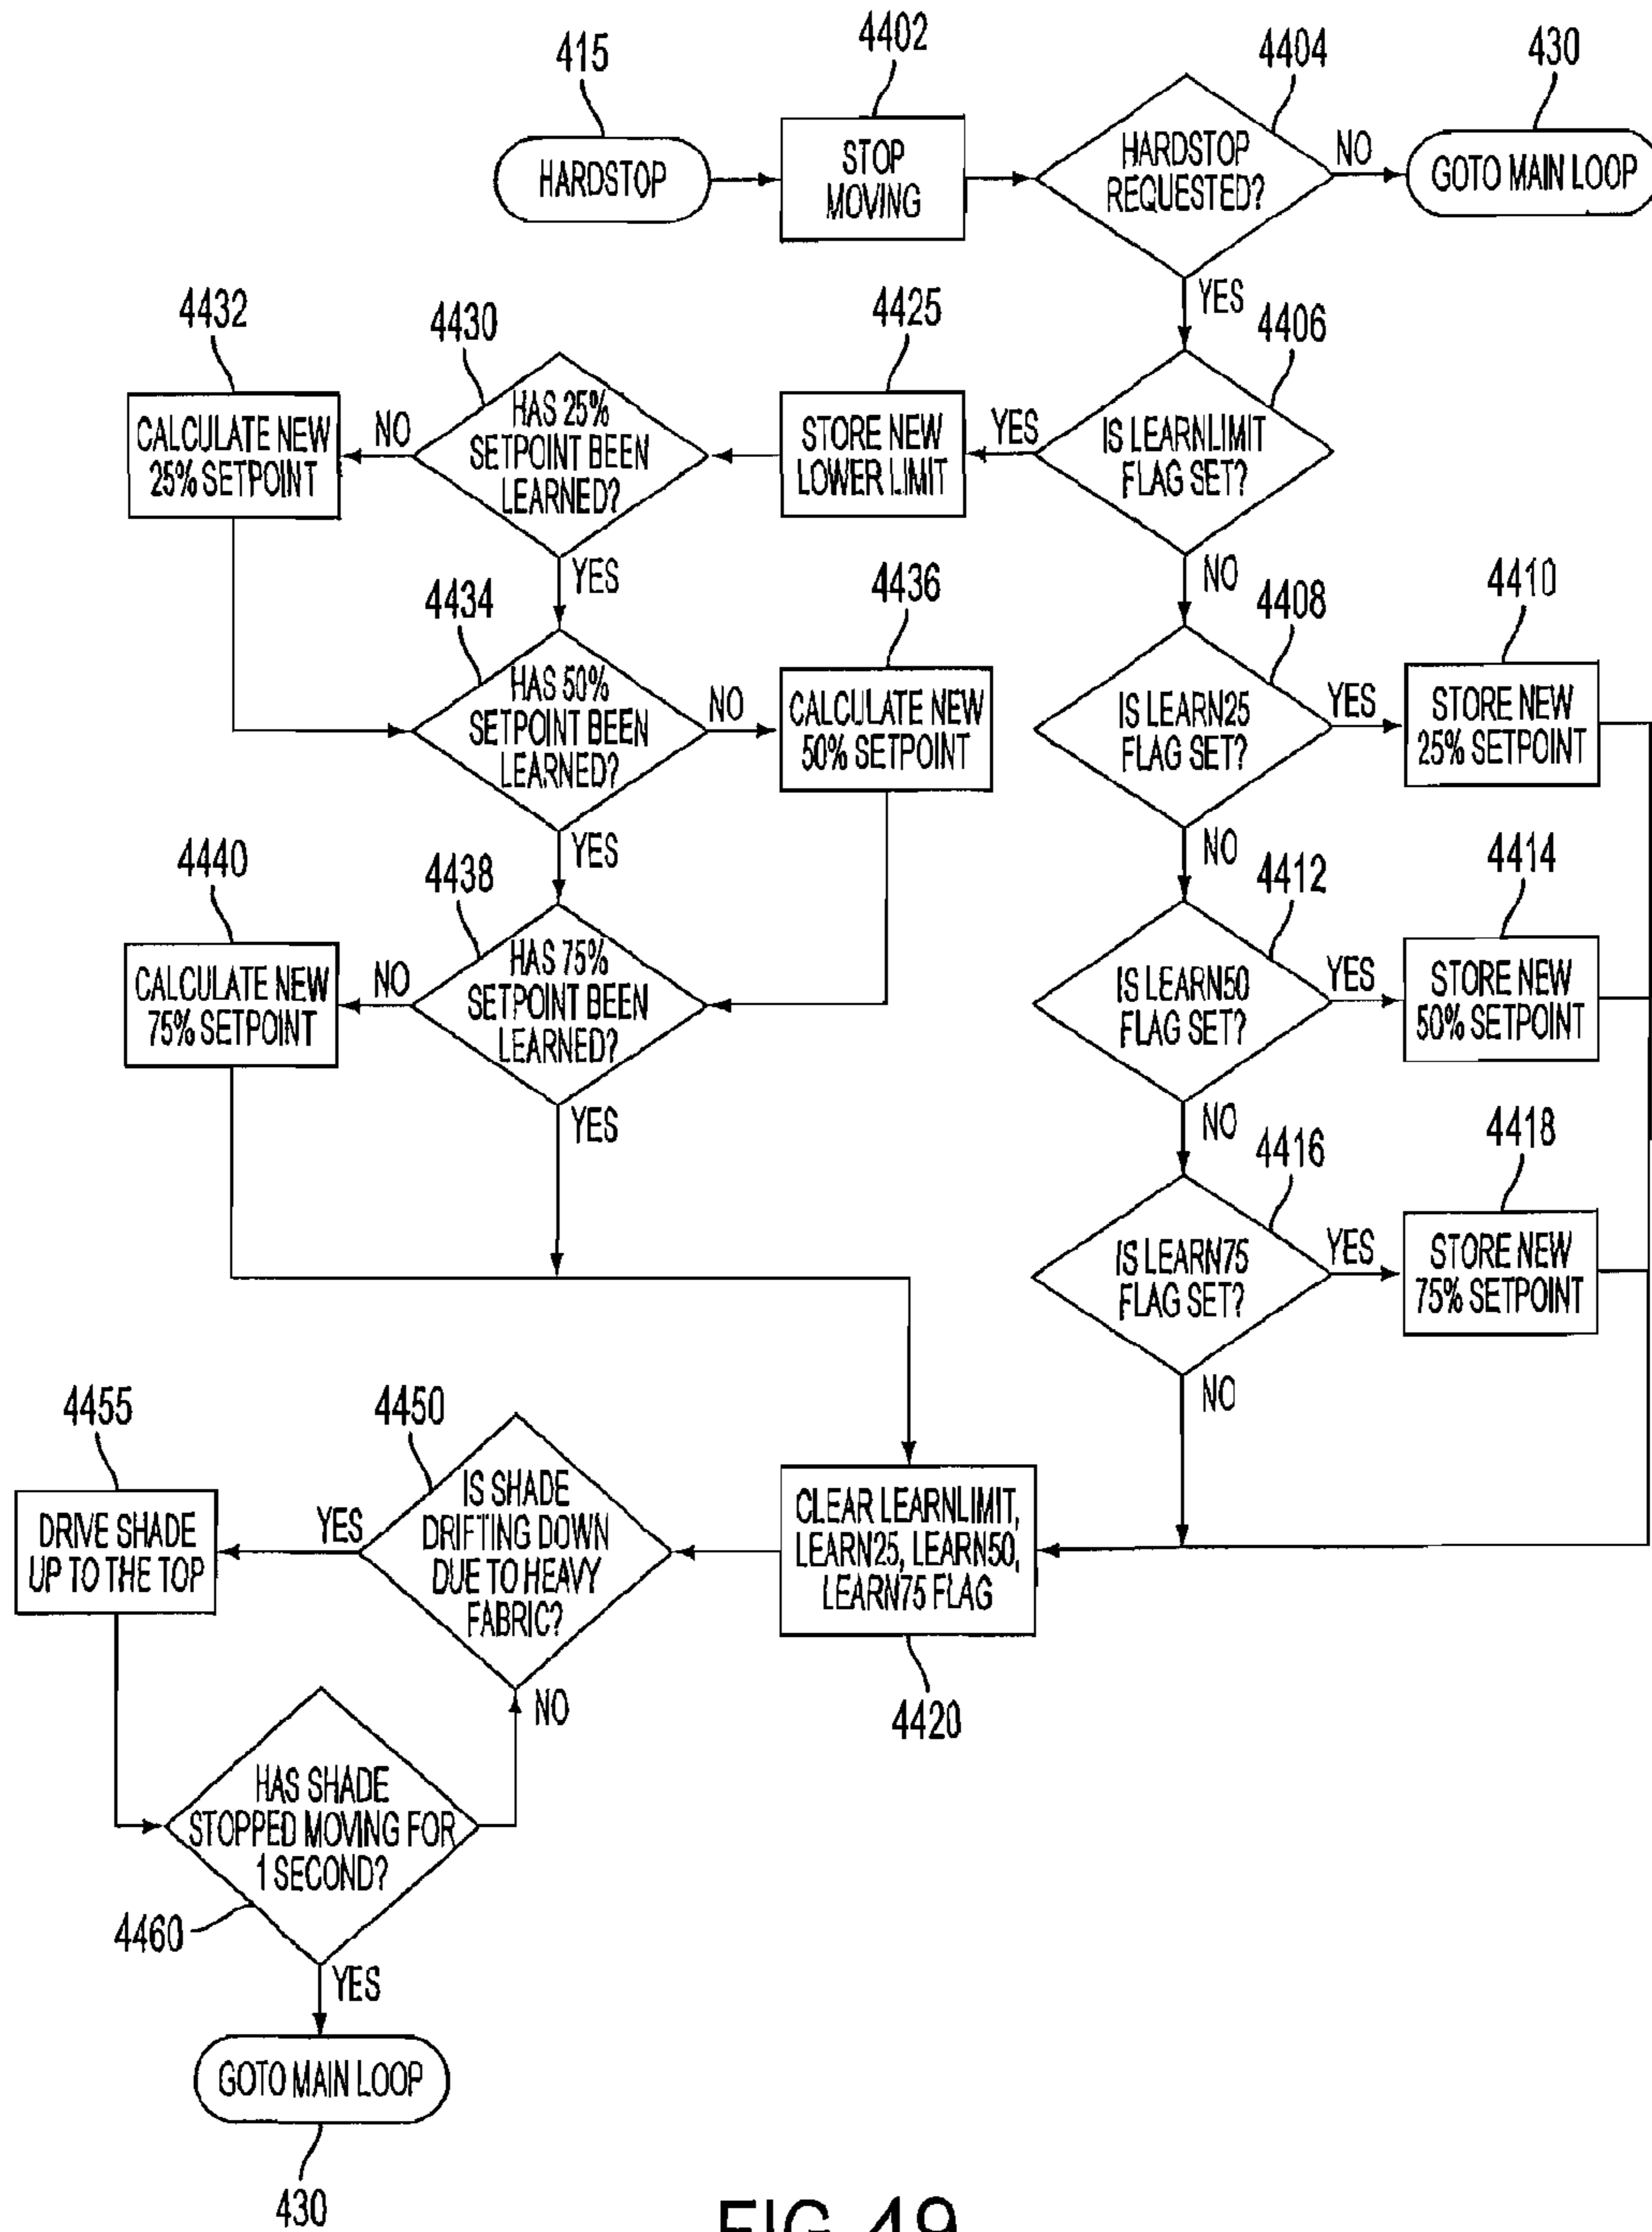 415
4402
4404
430
HARDSTOP
STOP
MOVING
HARDSTOP
REQUESTED?
NO
GOTO MAIN LOOP
YES
4432
4430
4425
4406
CALCULATE NEW
25% SETPOINT
NO
HAS 25%
SETPOINT BEEN
LEARNED?
STORE NEW
LOWER LIMIT
YES
IS LEARNLIMIT
FLAG SET?
YES
NO
4434
4436
4408
4410
HAS 50%
SETPOINT BEEN
LEARNED?
NO
CALCULATE NEW
50% SETPOINT
IS LEARN25
FLAG SET?
YES
STORE NEW
25% SETPOINT
YES
NO
4440
4438
4412
4414
CALCULATE NEW
75% SETPOINT
NO
HAS 75%
SETPOINT BEEN
LEARNED?
IS LEARN50
FLAG SET?
YES
STORE NEW
50% SETPOINT
YES
NO
4416
4418
IS LEARN75
FLAG SET?
YES
STORE NEW
75% SETPOINT
NO
4455
4450
DRIVE SHADE
UP TO THE TOP
YES
IS SHADE
DRIFTING DOWN
DUE TO HEAVY
FABRIC?
CLEAR LEARNLIMIT,
LEARN25, LEARN50,
LEARN75 FLAG
NO
4420
HAS SHADE
STOPPED MOVING FOR
1 SECOND?
4460
YES
GOTO MAIN LOOP
430
FIG. 49